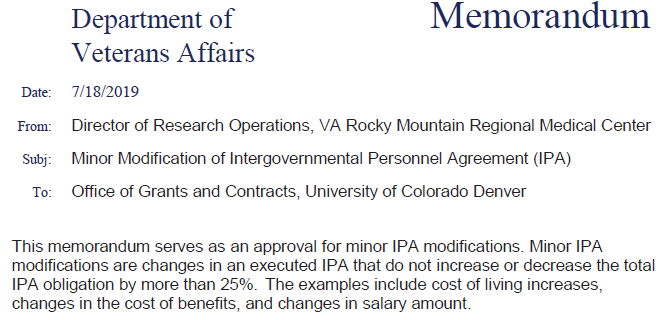 Department of Memorandum
Veterans Affairs
Date: 7/18/2019
From: Director of Research Operations, VA Rocky Mountain Regional Medical Center
Subj: Minor Modification of Intergovernmental Personnel Agreement (IPA)
To: Office of Grants and Contracts, University of Colorado Denver
This memorandum serves as an approval for minor IPA modifications. Minor IPA
modifications are changes in an executed IPA that do not increase or decrease the total
IPA obligation by more than 25%. The examples include cost of living increases,
changes in the cost of benefits, and changes in salary amount.